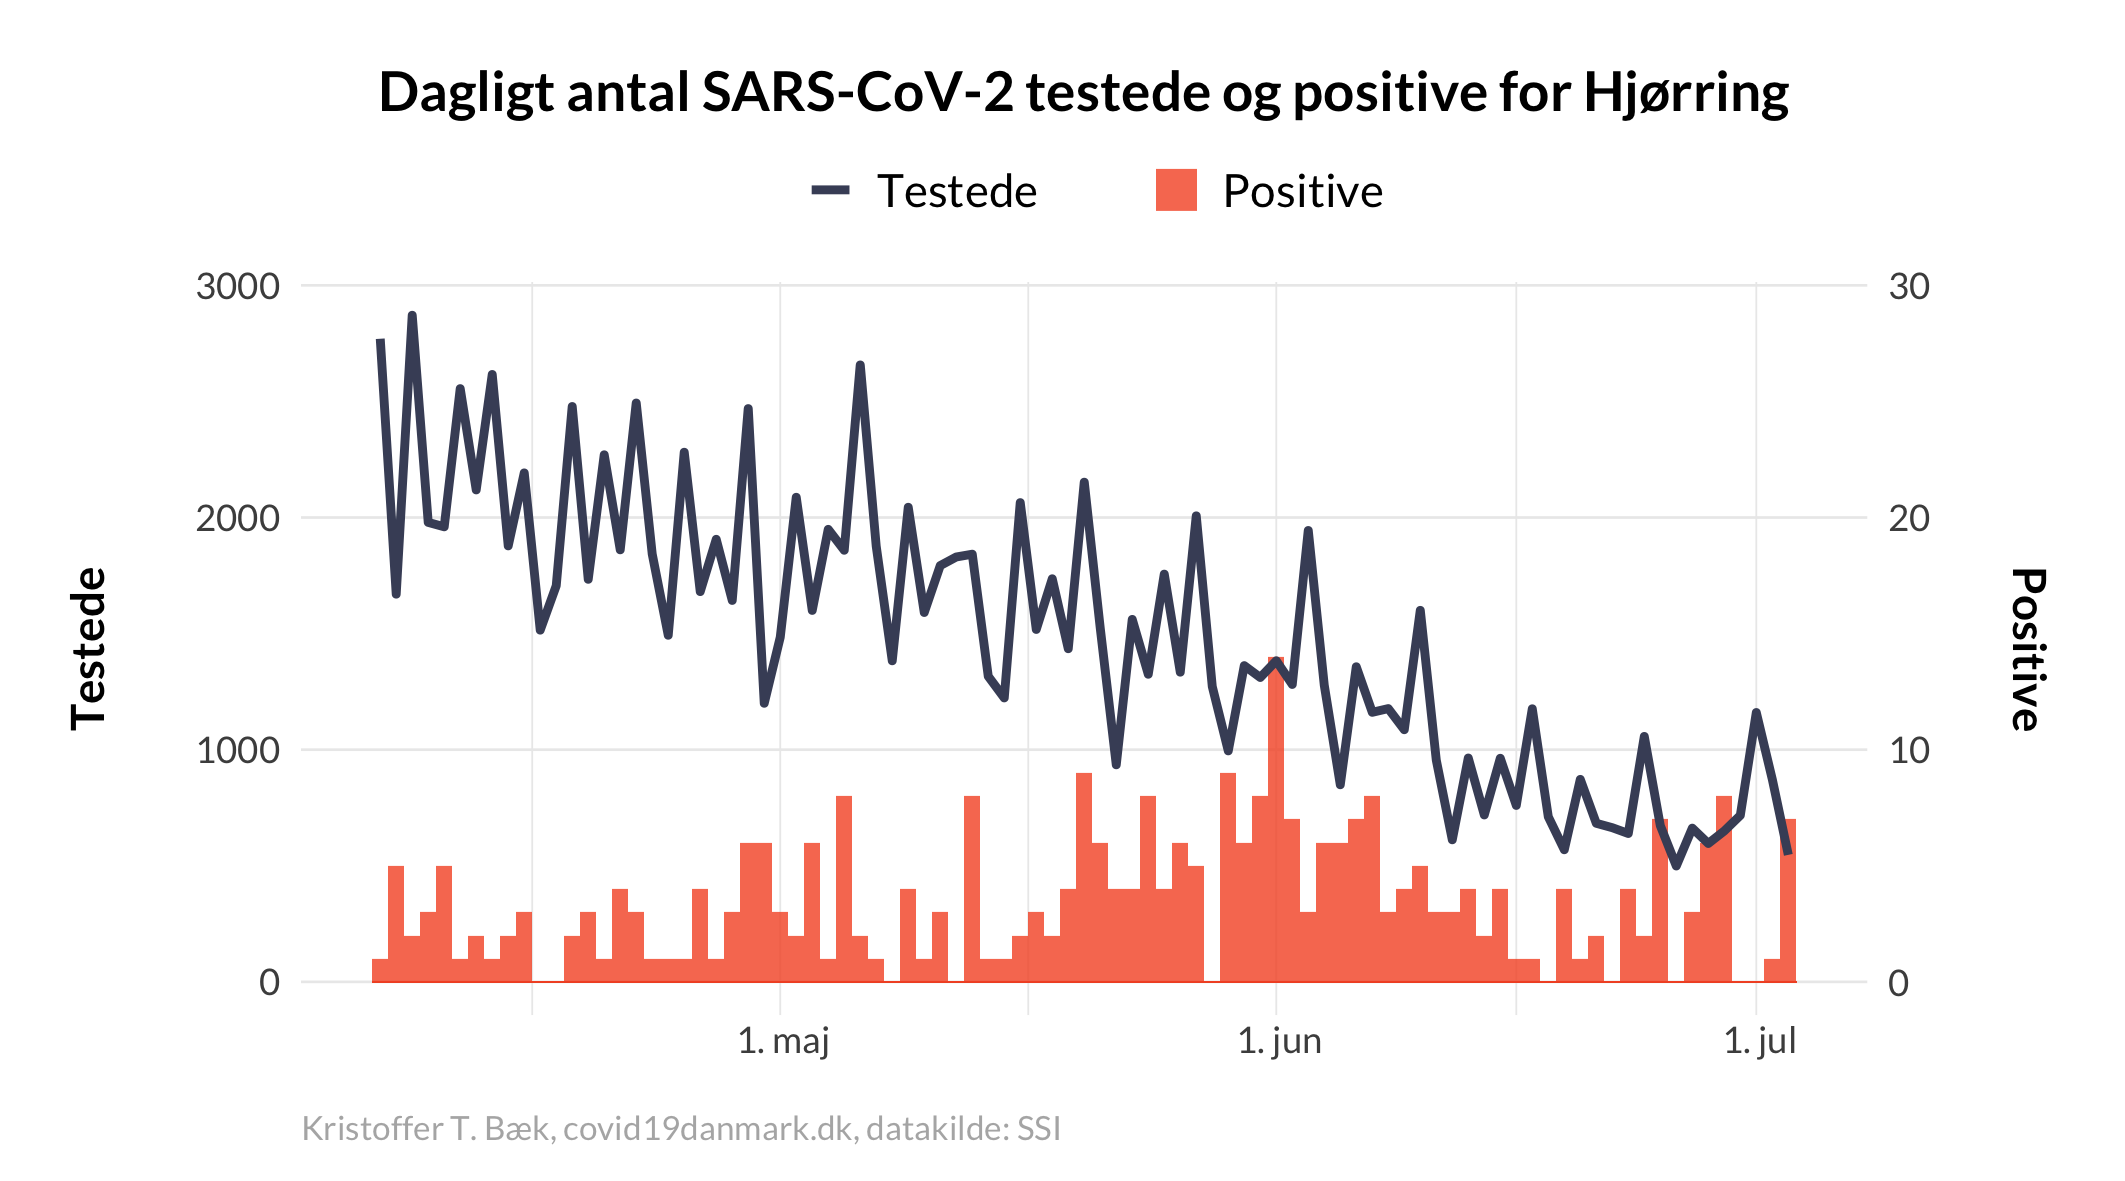 Dagligt antal SARS-CoV-2 testede og positive for Hjørring
Testede
Positive
3000
2000
1000
0
Testede
30
20
10
0
Positive
1. maj
1. jun
1. jul
Kristoffer T. Bæk, covid19danmark.dk, datakilde: SSI